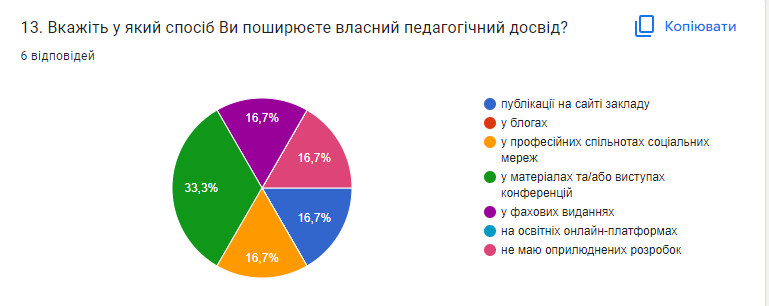 13. Вкажіть у який спосіб Ви поширюєте власний педагогічний досвід?
Копіювати
6 відповідей
16,7%
16,7%
33,3%
16,7%
16,7%
публікації на сайті закладу
у блогах
у професійних спільнотах соціальних
мереж
у матеріалах та/або виступах
конференцій
у фахових виданнях
на освітніх онлайн-платформах
не маю оприлюднених розробок